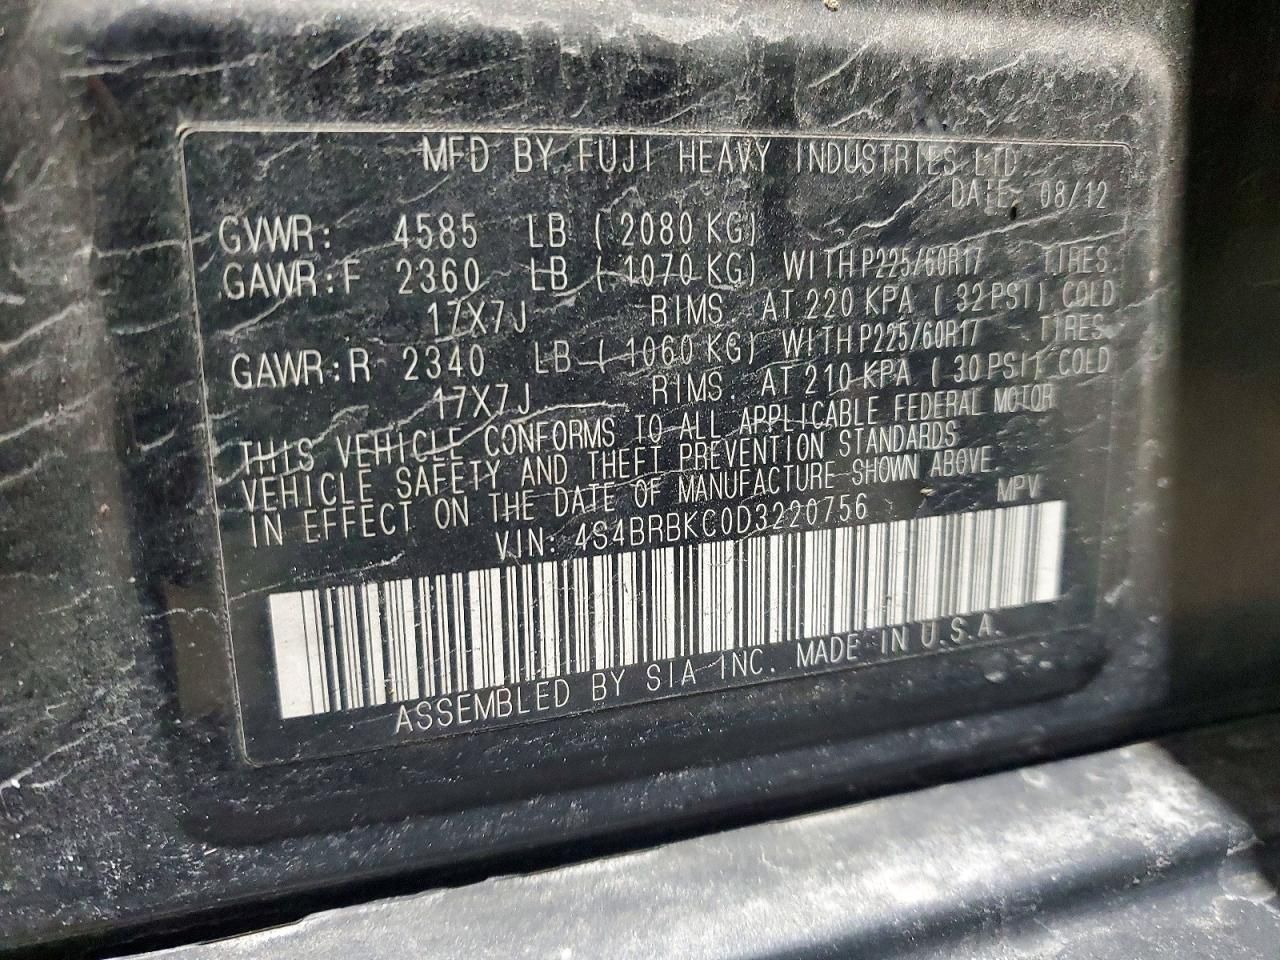 MFD BY FUJI HEAVY INDUSTRIES LTD
DATE: 08/12
GVWR: 4585 LB (2080 KG)
GAWR:F 2360 LB (1070 KG) WITH P225/60R17 TIRES.
17X7J RIMS. AT 220 KPA (32 PSI) COLD
GAWR:R 2340 LB (1060 KG) WITH P225/60R17 TIRES.
17X7J RIMS. AT 210 KPA (30 PSI) COLD
THIS VEHICLE CONFORMS TO ALL APPLICABLE FEDERAL MOTOR
VEHICLE SAFETY AND THEFT PREVENTION STANDARDS
IN EFFECT ON THE DATE OF MANUFACTURE SHOWN ABOVE.
VIN: 4S4BRBKC0D3220756 MPV
ASSEMBLED BY SIA INC. MADE IN U.S.A.